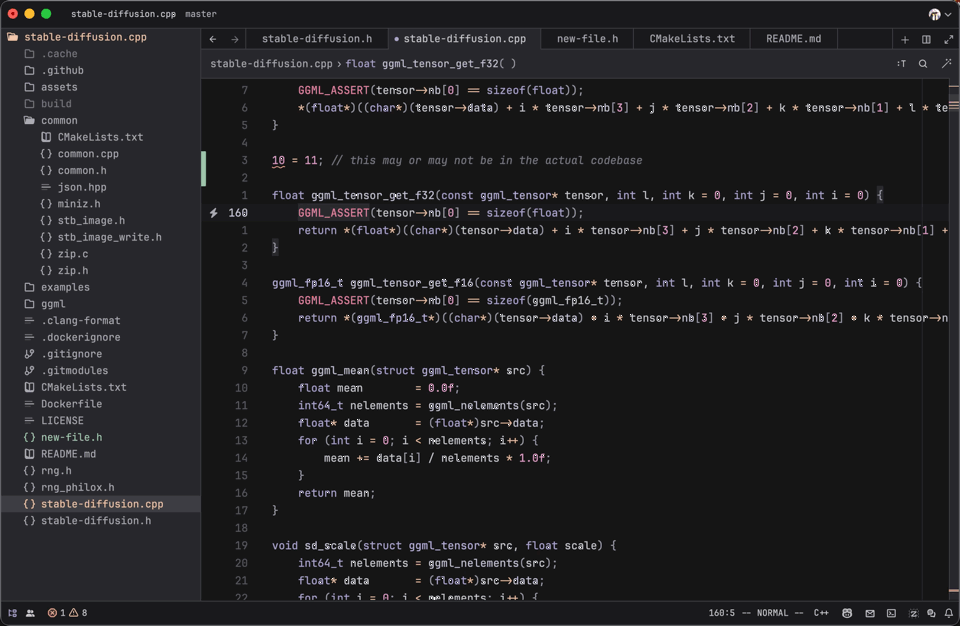 stable-diffusion.cpp master
stable-diffusion.cpp
.cache
.github
assets
build
common
CMakeLists.txt
common.cpp
common.h
json.hpp
miniz.h
stb_image.h
stb_image_write.h
zip.c
zip.h
examples
ggml
.clang-format
.dockerignore
.gitignore
.gitmodules
CMakeLists.txt
Dockerfile
LICENSE
new-file.h
README.md
rng.h
rng_philox.h
stable-diffusion.cpp
stable-diffusion.h
stable-diffusion.h stable-diffusion.cpp new-file.h CMakeLists.txt README.md
stable-diffusion.cpp › float ggml_tensor_get_f32( )
7 GGML_ASSERT(tensor->nb[0] == sizeof(float));
6 *(float*)((char*)(tensor->data) + i * tensor->nb[3] + j * tensor->nb[2] + k * tensor->nb[1] + l * te
5 }
4
3 10 = 11; // this may or may not be in the actual codebase
2
1 float ggml_tensor_get_f32(const ggml_tensor* tensor, int l, int k = 0, int j = 0, int i = 0) {
160 GGML_ASSERT(tensor->nb[0] == sizeof(float));
1 return *(float*)((char*)(tensor->data) + i * tensor->nb[3] + j * tensor->nb[2] + k * tensor->nb[1] +
2 }
3
4 ggml_fp16_t ggml_tensor_get_f16(const ggml_tensor* tensor, int l, int k = 0, int j = 0, int i = 0) {
5 GGML_ASSERT(tensor->nb[0] == sizeof(ggml_fp16_t));
6 return *(ggml_fp16_t*)((char*)(tensor->data) + i * tensor->nb[3] + j * tensor->nb[2] + k * tensor->n
7 }
8
9 float ggml_mean(struct ggml_tensor* src) {
10 float mean = 0.0f;
11 int64_t nelements = ggml_nelements(src);
12 float* data = (float*)src->data;
13 for (int i = 0; i < nelements; i++) {
14 mean += data[i] / nelements * 1.0f;
15 }
16 return mean;
17 }
18
19 void sd_scale(struct ggml_tensor* src, float scale) {
20 int64_t nelements = ggml_nelements(src);
21 float* data = (float*)src->data;
22 for (int i = 0; i < nelements; i++) {
1 8 160:5 -- NORMAL -- C++